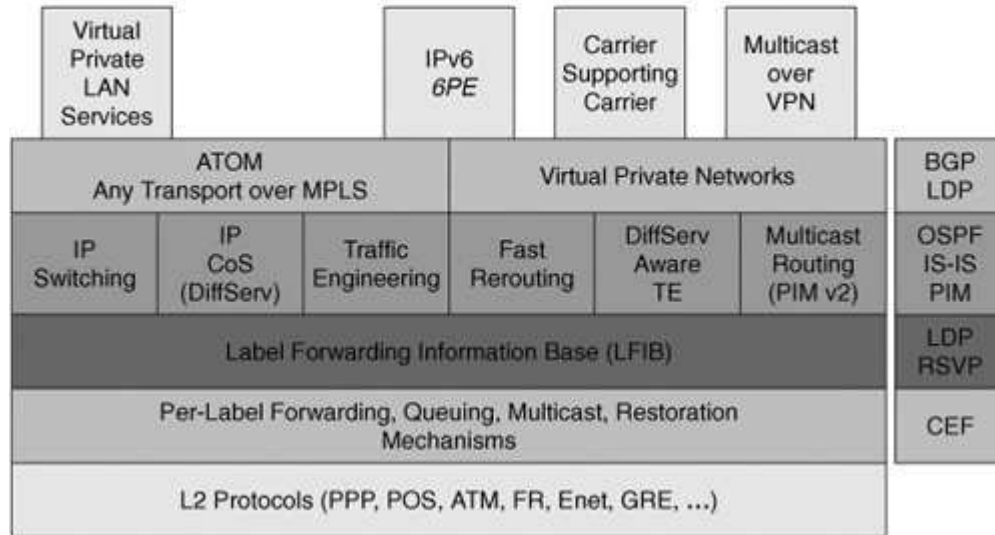 Virtual
Private
LAN
Services
IPv6
6PE
Carrier
Supporting
Carrier
Multicast
over
VPN
ATOM
Any Transport over MPLS
Virtual Private Networks
BGP
LDP
IP
Switching
IP
CoS
(DiffServ)
Traffic
Engineering
Fast
Rerouting
DiffServ
Aware
TE
Multicast
Routing
(PIM v2)
OSPF
IS-IS
PIM
Label Forwarding Information Base (LFIB)
LDP
RSVP
Per-Label Forwarding, Queuing, Multicast, Restoration
Mechanisms
CEF
L2 Protocols (PPP, POS, ATM, FR, Enet, GRE, ...)